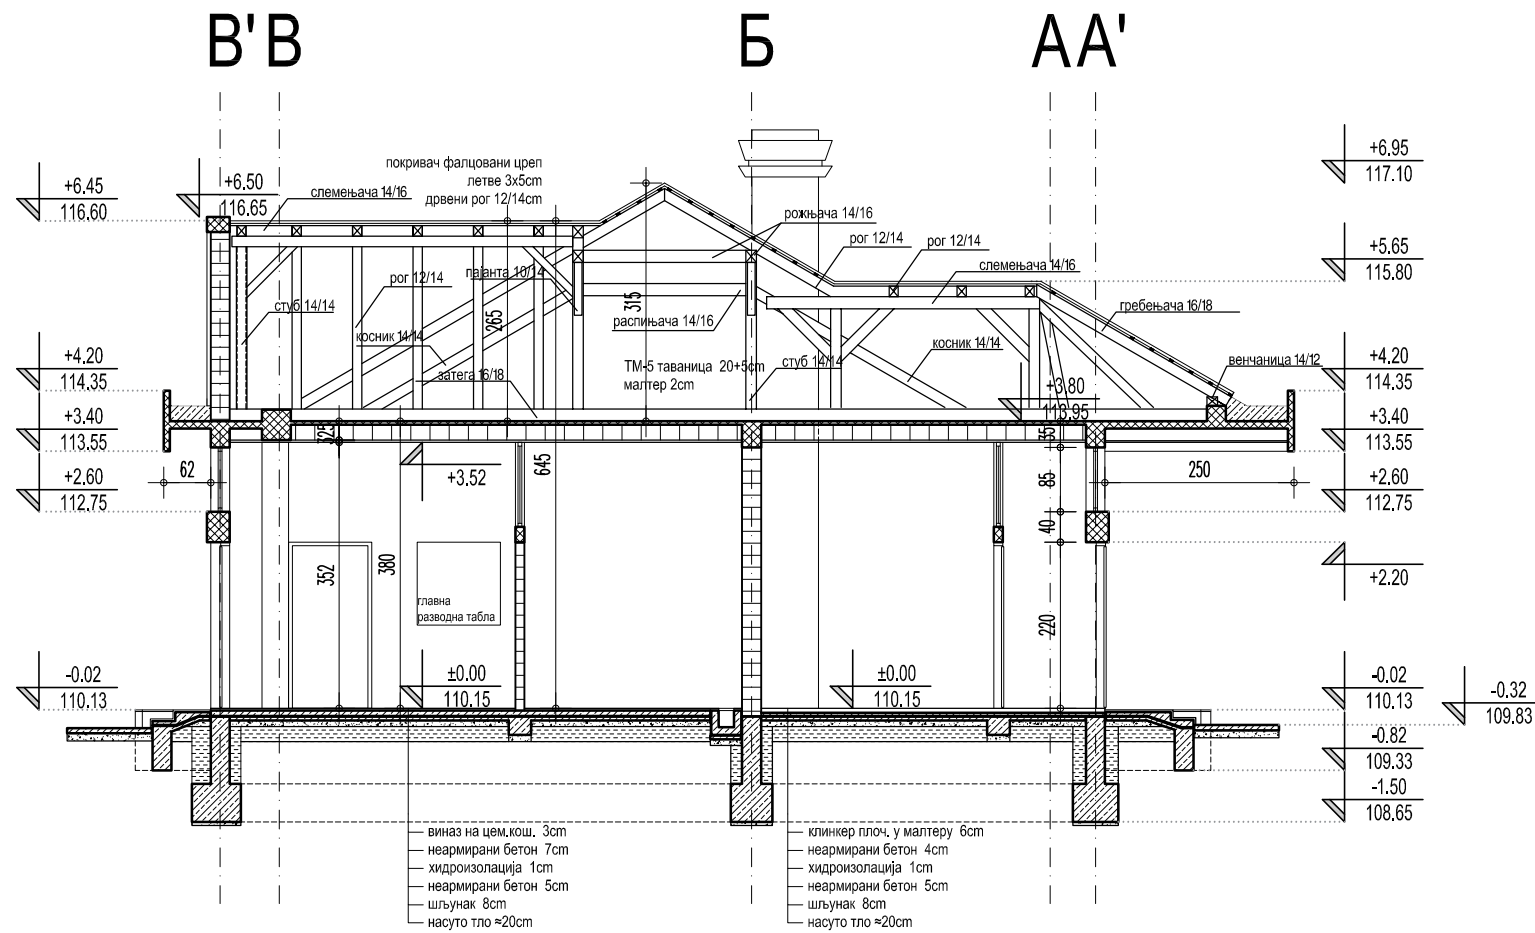 В'В Б АА'
+6.45
116.60
+6.50
116.65
слемењача 14/16
покривач фалцовани цреп
летве 3x5cm
дрвени рог 12/14cm
+6.95
117.10
рожњача 14/16
рог 12/14
рог 12/14
слемењача 14/16
+5.65
115.80
пајанта 10/14
рог 12/14
стуб 14/14
265
315
распињача 14/16
гребењача 16/18
косник 14/14
затега 16/18
ТМ-5 таваница 20+5cm
малтер 2cm
стуб 14/14
косник 14/14
венчаница 14/12
+4.20
114.35
+4.20
114.35
+3.80
113.95
+3.40
113.55
+3.40
113.55
325
35
62
+3.52
645
85
250
+2.60
112.75
+2.60
112.75
40
352
380
+2.20
главна
разводна табла
220
-0.02
110.13
±0.00
110.15
±0.00
110.15
-0.02
110.13
-0.32
109.83
-0.82
109.33
-1.50
108.65
виназ на цем.кош. 3cm
неармирани бетон 7cm
хидроизолација 1cm
неармирани бетон 5cm
шљунак 8cm
насуто тло ≈20cm
клинкер плоч. у малтеру 6cm
неармирани бетон 4cm
хидроизолација 1cm
неармирани бетон 5cm
шљунак 8cm
насуто тло ≈20cm